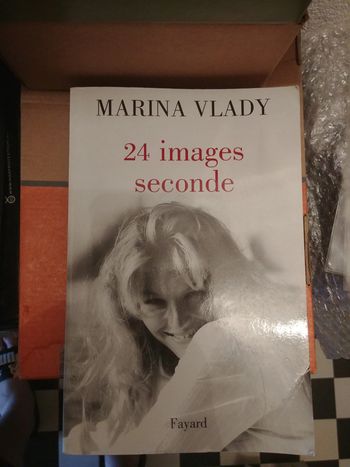 MARINA VLADY
24 images
seconde
Fayard